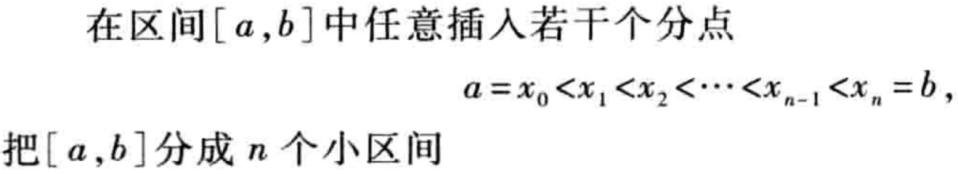 在区间[a,b]中任意插入若干个分点
a=x₀<x₁<x₂<⋯<xₙ₋₁<xₙ=b,
把[a,b]分成 n 个小区间